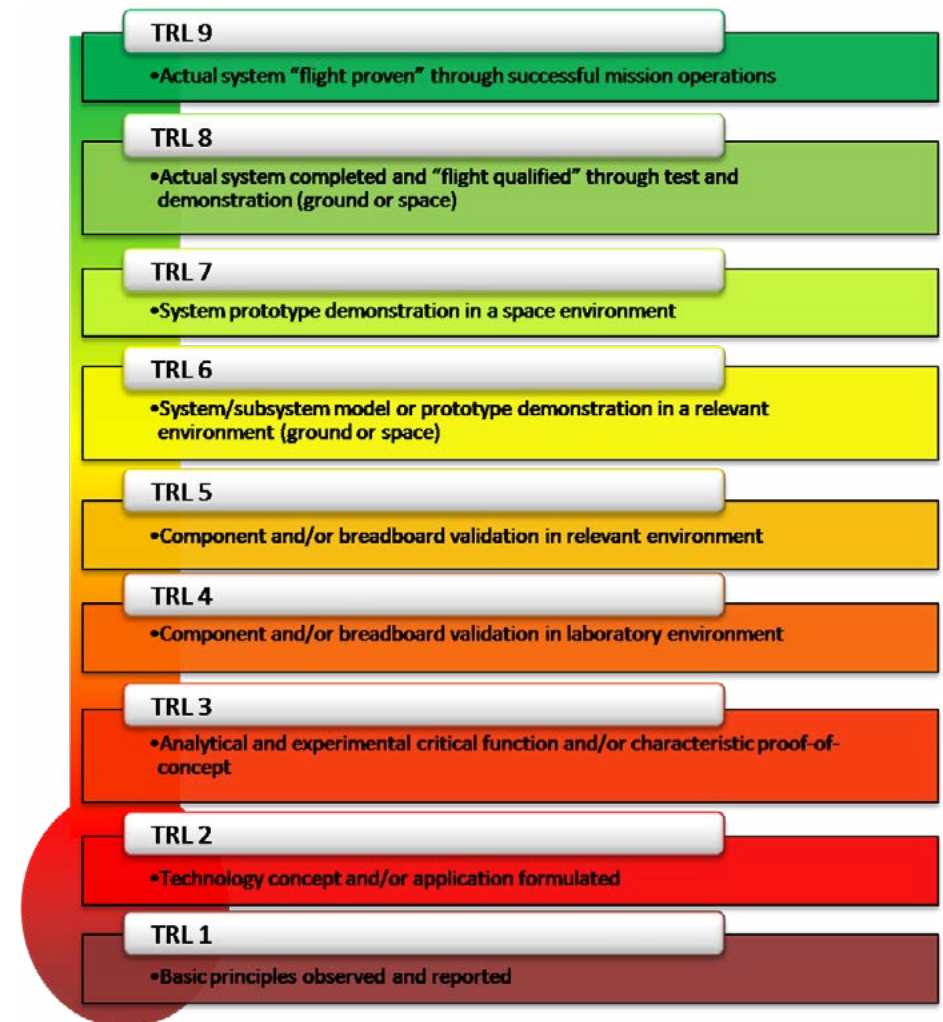 TRL 9
•Actual system “flight proven” through successful mission operations
TRL 8
•Actual system completed and “flight qualified” through test and
demonstration (ground or space)
TRL 7
•System prototype demonstration in a space environment
TRL 6
•System/subsystem model or prototype demonstration in a relevant
environment (ground or space)
TRL 5
•Component and/or breadboard validation in relevant environment
TRL 4
•Component and/or breadboard validation in laboratory environment
TRL 3
•Analytical and experimental critical function and/or characteristic proof-of-
concept
TRL 2
•Technology concept and/or application formulated
TRL 1
•Basic principles observed and reported